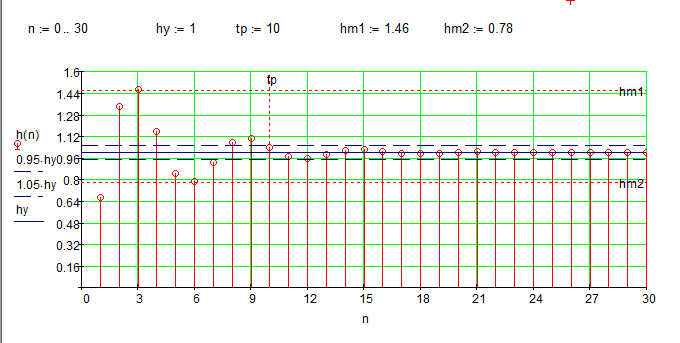 n := 0 .. 30 hy := 1 tp := 10 hm1 := 1.46 hm2 := 0.78
1.6
tp
1.44
hm1
1.28
h(n)
1.12
0.95·hy
0.96
1.05·hy
0.8
hm2
hy
0.64
0.48
0.32
0.16
0 3 6 9 12 15 18 21 24 27 30
n